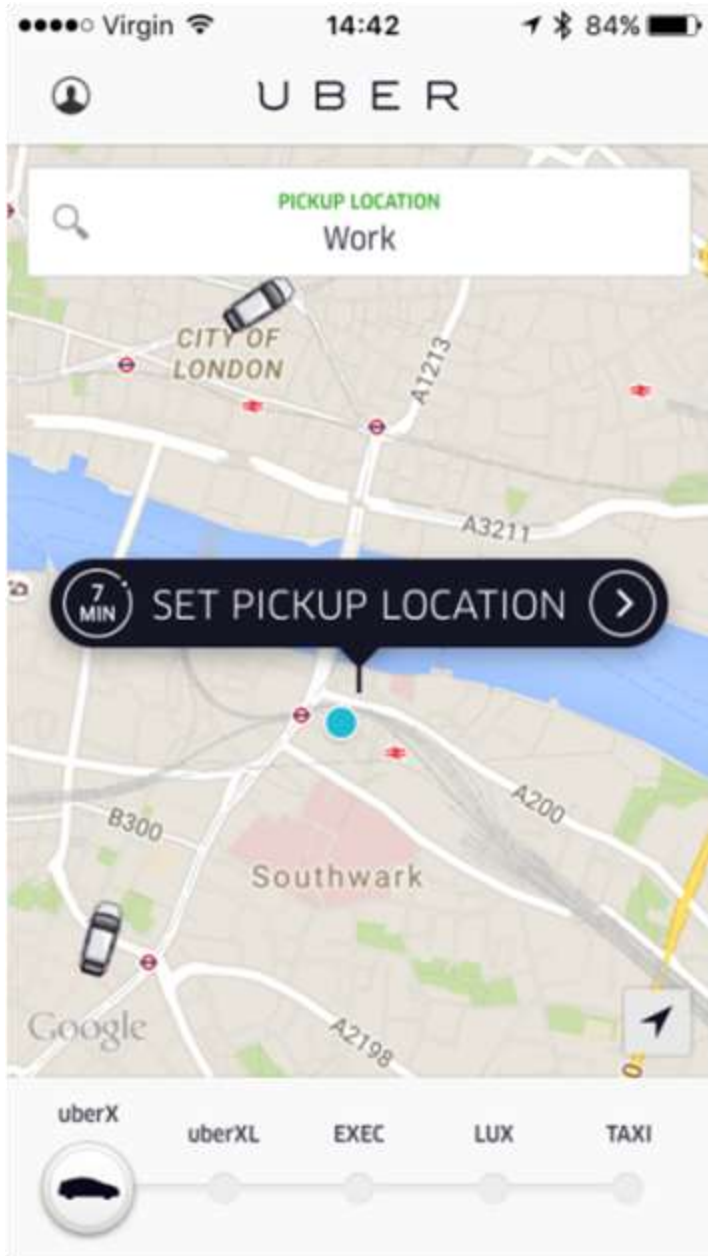 Virgin 14:42 84%
UBER
PICKUP LOCATION
Work
CITY OF
LONDON
A1213
A3211
7
MIN
SET PICKUP LOCATION
A200
B300
Southwark
Google
A2198
uberX
uberXL EXEC LUX TAXI